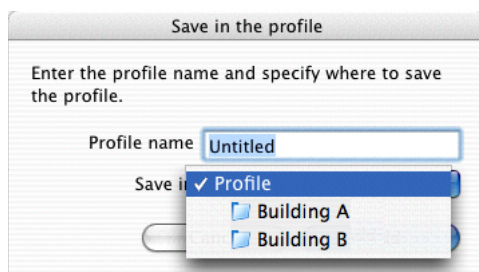 Save in the profile
Enter the profile name and specify where to save
the profile.
Profile name Untitled
Save i ✓ Profile
Building A
Building B